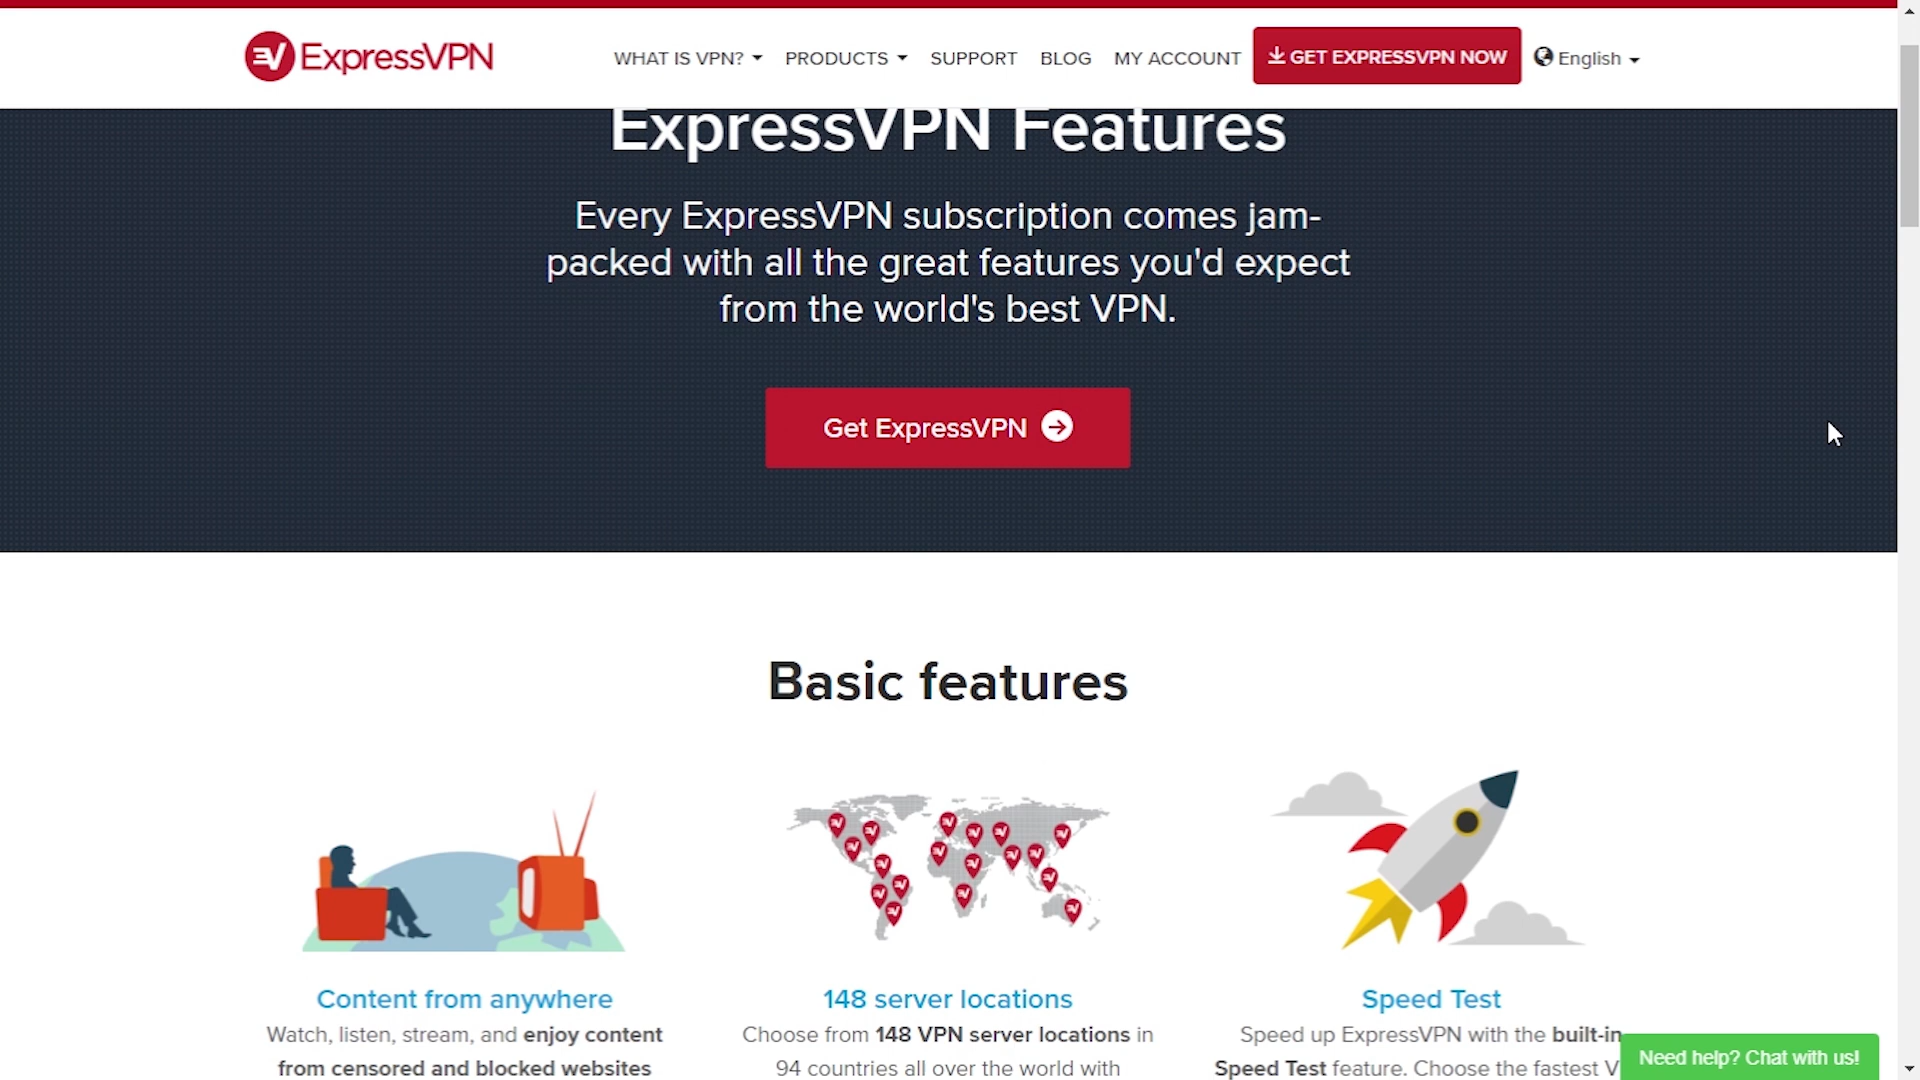 ExpressVPN
WHAT IS VPN?
PRODUCTS
SUPPORT
BLOG
MY ACCOUNT
GET EXPRESSVPN NOW
English
ExpressVPN Features
Every ExpressVPN subscription comes jam-
packed with all the great features you'd expect
from the world's best VPN.
Get ExpressVPN
Basic features
Content from anywhere
Watch, listen, stream, and enjoy content
from censored and blocked websites
148 server locations
Choose from 148 VPN server locations in
94 countries all over the world with
Speed Test
Speed up ExpressVPN with the built-in
Speed Test feature. Choose the fastest V
Need help? Chat with us!